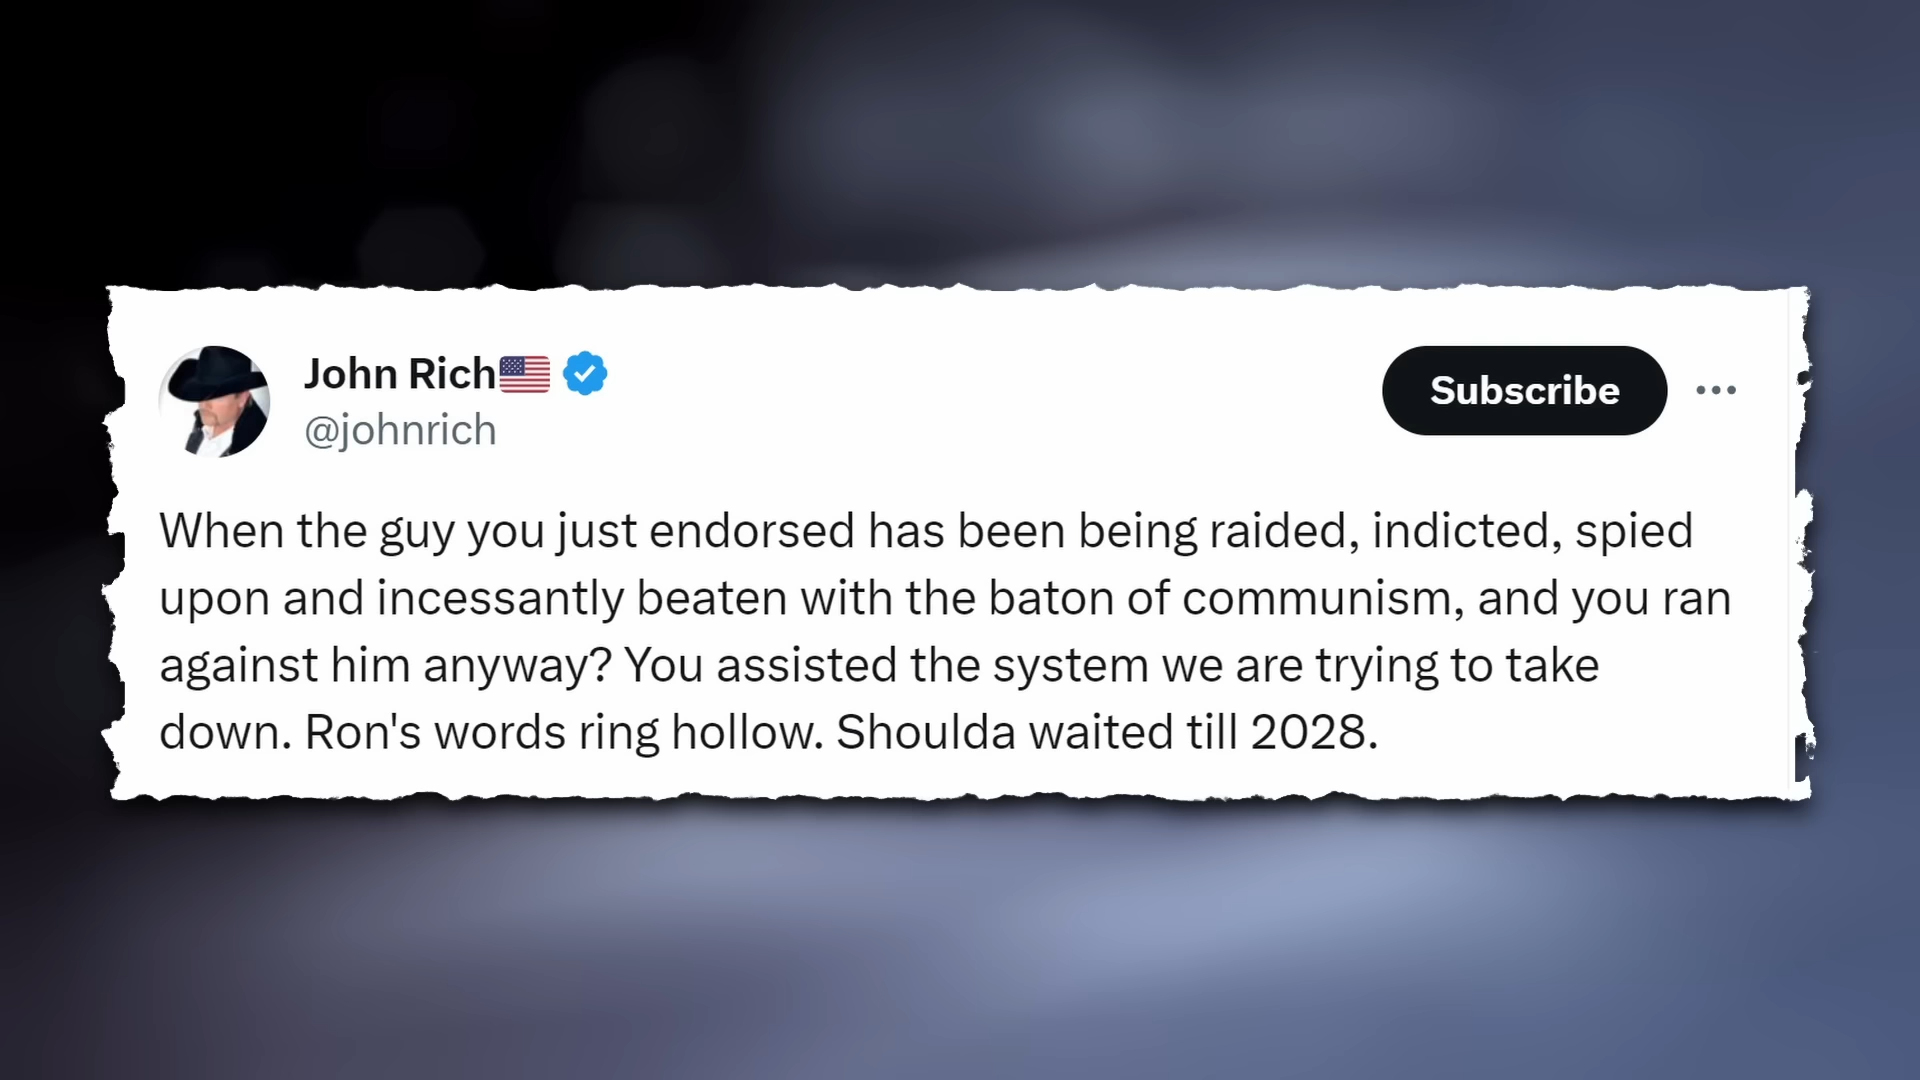 John Rich🇺🇸
@johnrich
Subscribe
When the guy you just endorsed has been being raided, indicted, spied
upon and incessantly beaten with the baton of communism, and you ran
against him anyway? You assisted the system we are trying to take
down. Ron's words ring hollow. Shoulda waited till 2028.